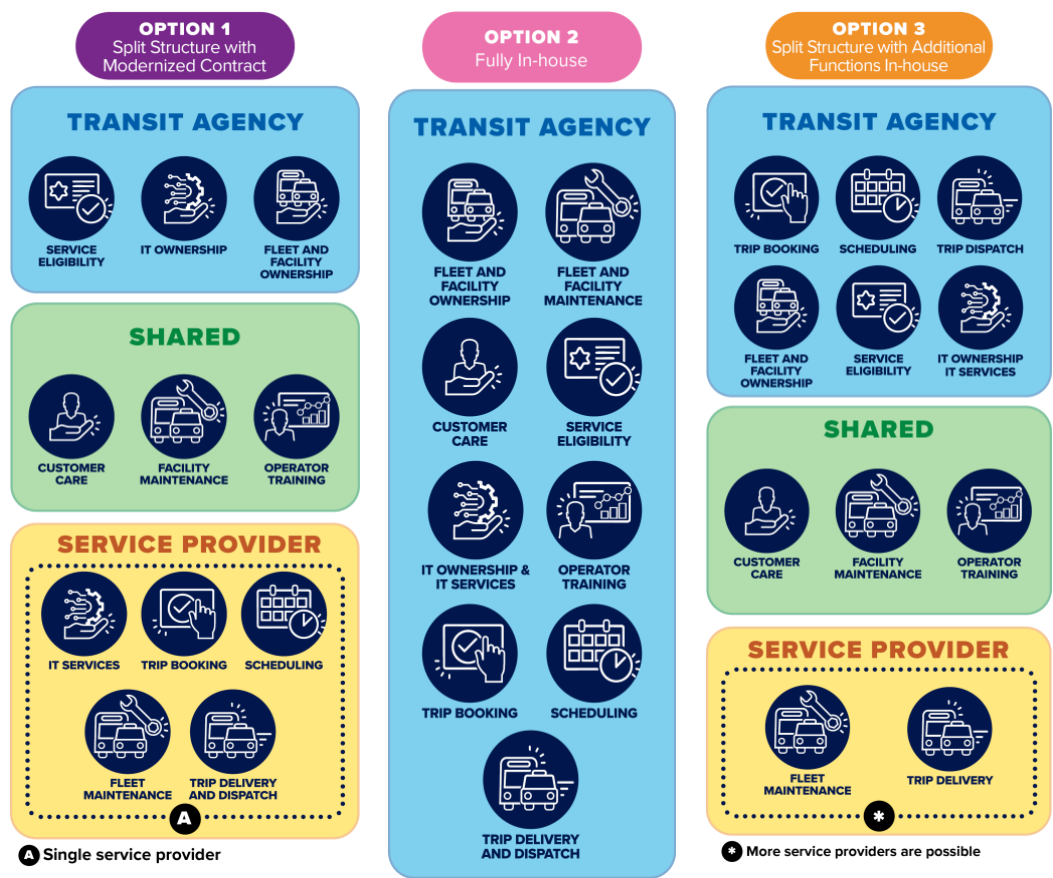 OPTION 1
Split Structure with
Modernized Contract
TRANSIT AGENCY
SERVICE
ELIGIBILITY
IT OWNERSHIP
FLEET AND
FACILITY
OWNERSHIP
SHARED
CUSTOMER
CARE
FACILITY
MAINTENANCE
OPERATOR
TRAINING
SERVICE PROVIDER
IT SERVICES
TRIP BOOKING
SCHEDULING
FLEET
MAINTENANCE
TRIP DELIVERY
AND DISPATCH
A
A Single service provider
OPTION 2
Fully In-house
TRANSIT AGENCY
FLEET AND
FACILITY
OWNERSHIP
FLEET AND
FACILITY
MAINTENANCE
CUSTOMER
CARE
SERVICE
ELIGIBILITY
IT OWNERSHIP &
IT SERVICES
OPERATOR
TRAINING
TRIP BOOKING
SCHEDULING
TRIP DELIVERY
AND DISPATCH
OPTION 3
Split Structure with Additional
Functions In-house
TRANSIT AGENCY
TRIP BOOKING
SCHEDULING
TRIP DISPATCH
FLEET AND
FACILITY
OWNERSHIP
SERVICE
ELIGIBILITY
IT OWNERSHIP
IT SERVICES
SHARED
CUSTOMER
CARE
FACILITY
MAINTENANCE
OPERATOR
TRAINING
SERVICE PROVIDER
FLEET
MAINTENANCE
TRIP DELIVERY
*
* More service providers are possible